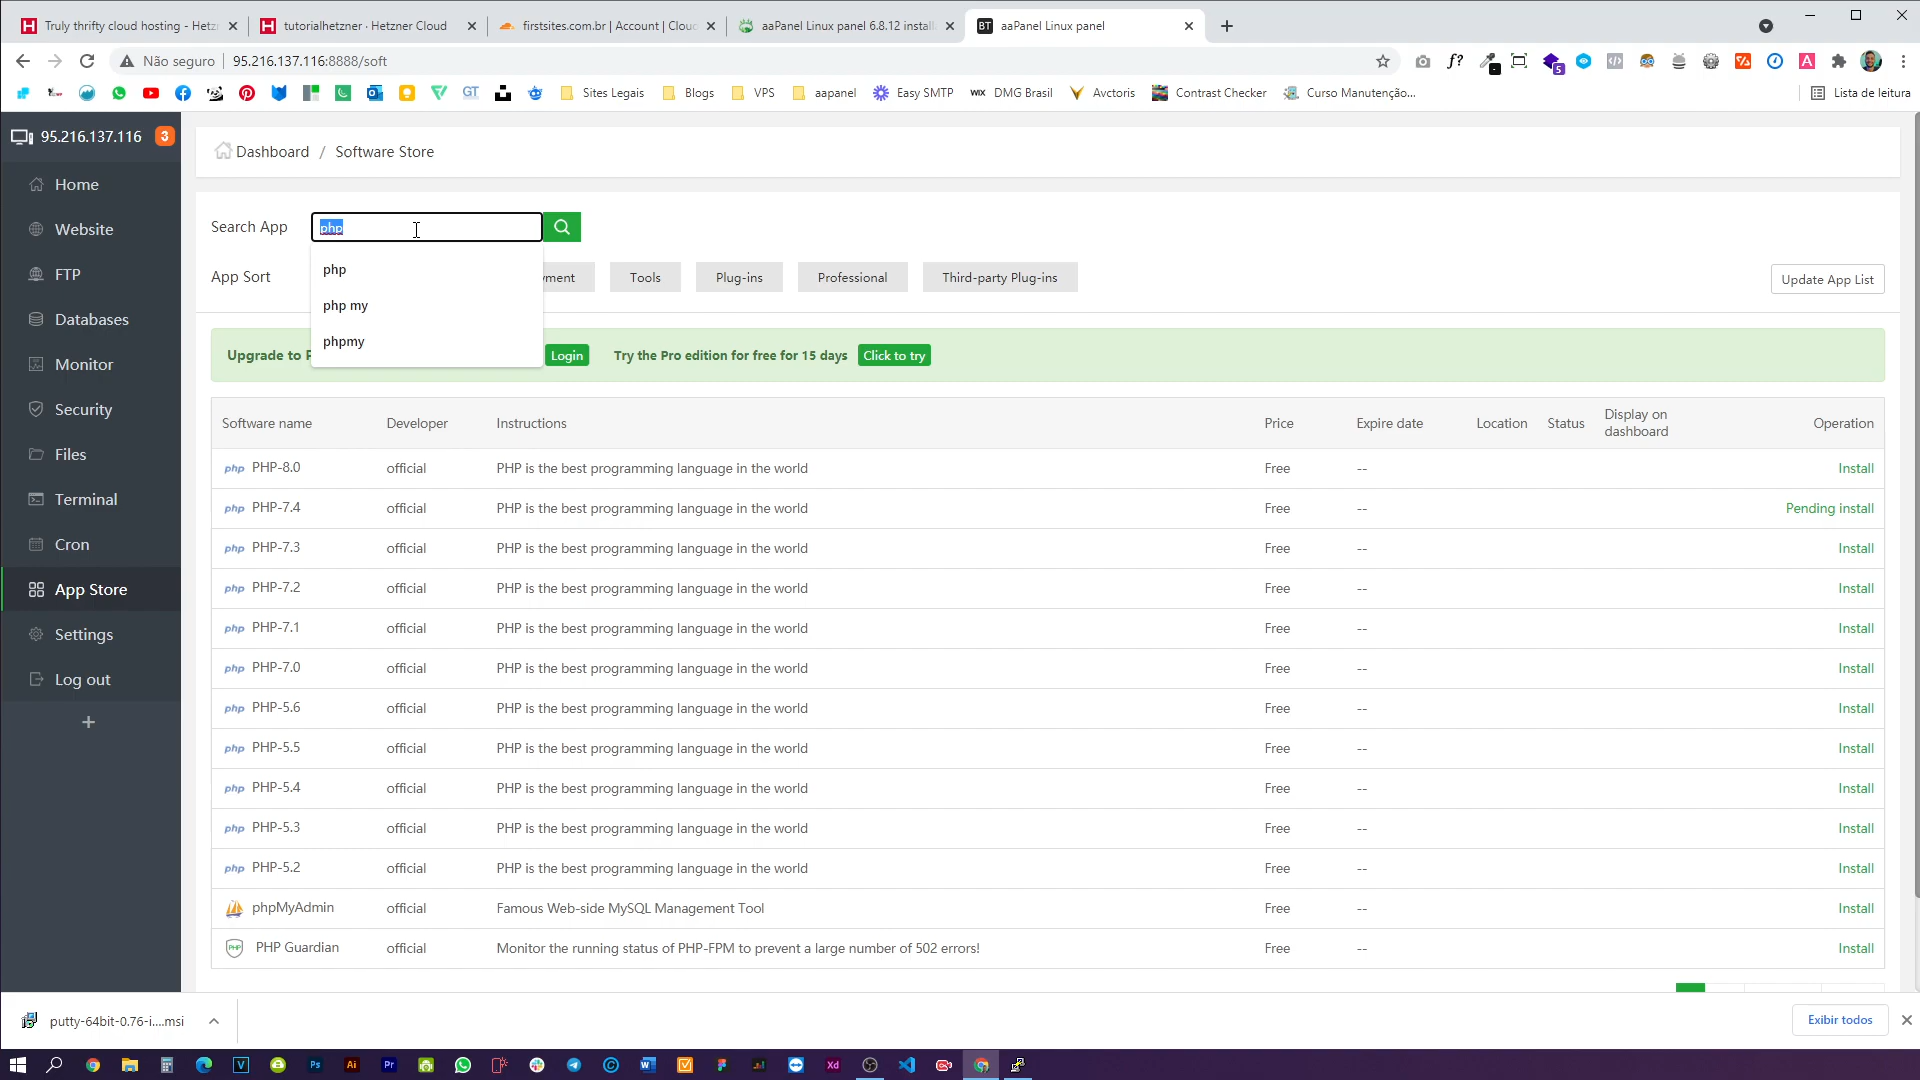 Truly thrifty cloud hosting - Hetz
tutorialhetzner · Hetzner Cloud
firstsites.com.br | Account | Clou
aaPanel Linux panel 6.8.12 install
BT
aaPanel Linux panel
Não seguro
95.216.137.116:8888/soft
f?
5
Sites Legais
Blogs
VPS
aapanel
Easy SMTP
WIX
DMG Brasil
Avctoris
Contrast Checker
Curso Manutenção...
Lista de leitura
GT
95.216.137.116
3
Dashboard / Software Store
Home
Website
FTP
Databases
Monitor
Security
Files
Terminal
Cron
App Store
Settings
Log out
Search App
php
php
php my
phpmy
App Sort
ment
Tools
Plug-ins
Professional
Third-party Plug-ins
Update App List
Upgrade to P
Login
Try the Pro edition for free for 15 days
Click to try
Software name Developer Instructions Price Expire date Location Status Display on dashboard Operation
php PHP-8.0 official PHP is the best programming language in the world Free -- Install
php PHP-7.4 official PHP is the best programming language in the world Free -- Pending install
php PHP-7.3 official PHP is the best programming language in the world Free -- Install
php PHP-7.2 official PHP is the best programming language in the world Free -- Install
php PHP-7.1 official PHP is the best programming language in the world Free -- Install
php PHP-7.0 official PHP is the best programming language in the world Free -- Install
php PHP-5.6 official PHP is the best programming language in the world Free -- Install
php PHP-5.5 official PHP is the best programming language in the world Free -- Install
php PHP-5.4 official PHP is the best programming language in the world Free -- Install
php PHP-5.3 official PHP is the best programming language in the world Free -- Install
php PHP-5.2 official PHP is the best programming language in the world Free -- Install
phpMyAdmin official Famous Web-side MySQL Management Tool Free -- Install
PHP PHP Guardian official Monitor the running status of PHP-FPM to prevent a large number of 502 errors! Free -- Install
putty-64bit-0.76-i....msi
Exibir todos
V Ps Ai Pr Xd